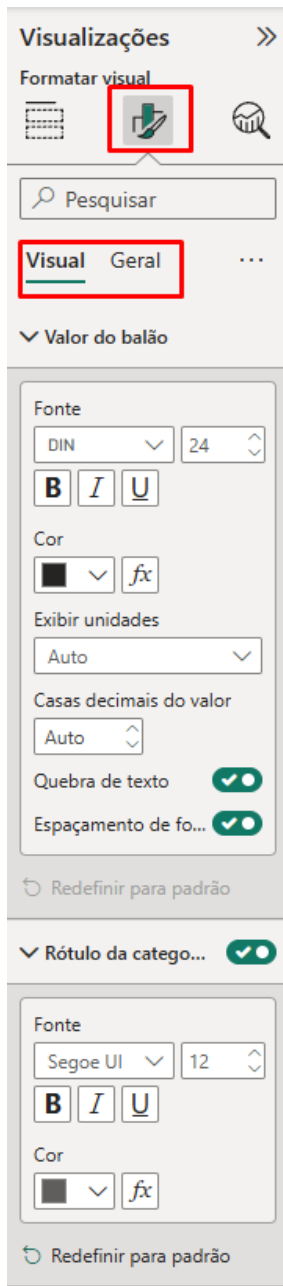 Visualizações
Formatar visual
Pesquisar
Visual Geral ...
Valor do balão
Fonte
DIN 24
B I U
Cor
fx
Exibir unidades
Auto
Casas decimais do valor
Auto
Quebra de texto
Espaçamento de fo...
Redefinir para padrão
Rótulo da catego...
Fonte
Segoe UI 12
B I U
Cor
fx
Redefinir para padrão